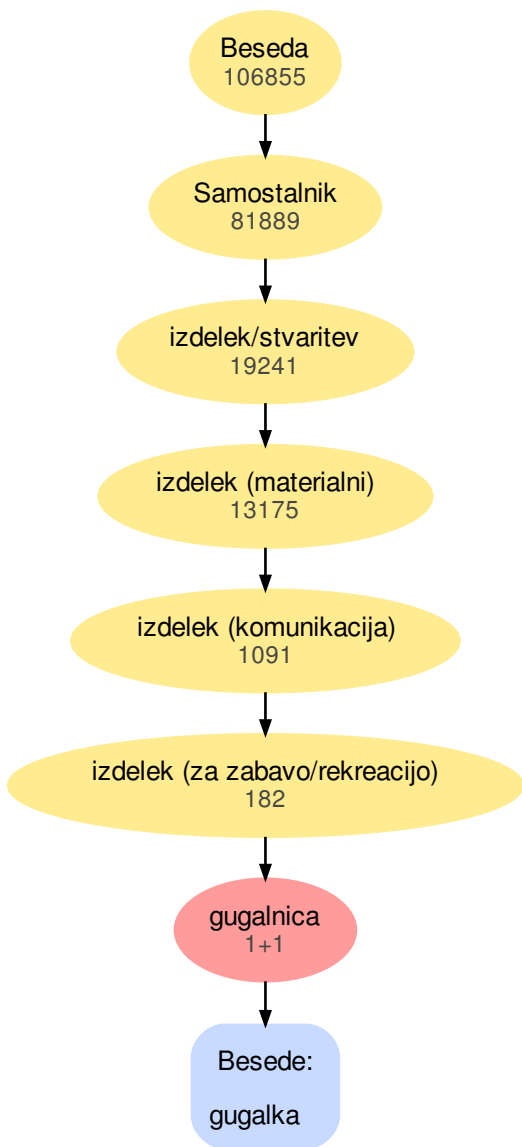 Beseda
106855
Samostalnik
81889
izdelek/stvaritev
19241
izdelek (materialni)
13175
izdelek (komunikacija)
1091
izdelek (za zabavo/rekreacijo)
182
gugalnica
1+1
Besede:
gugalka